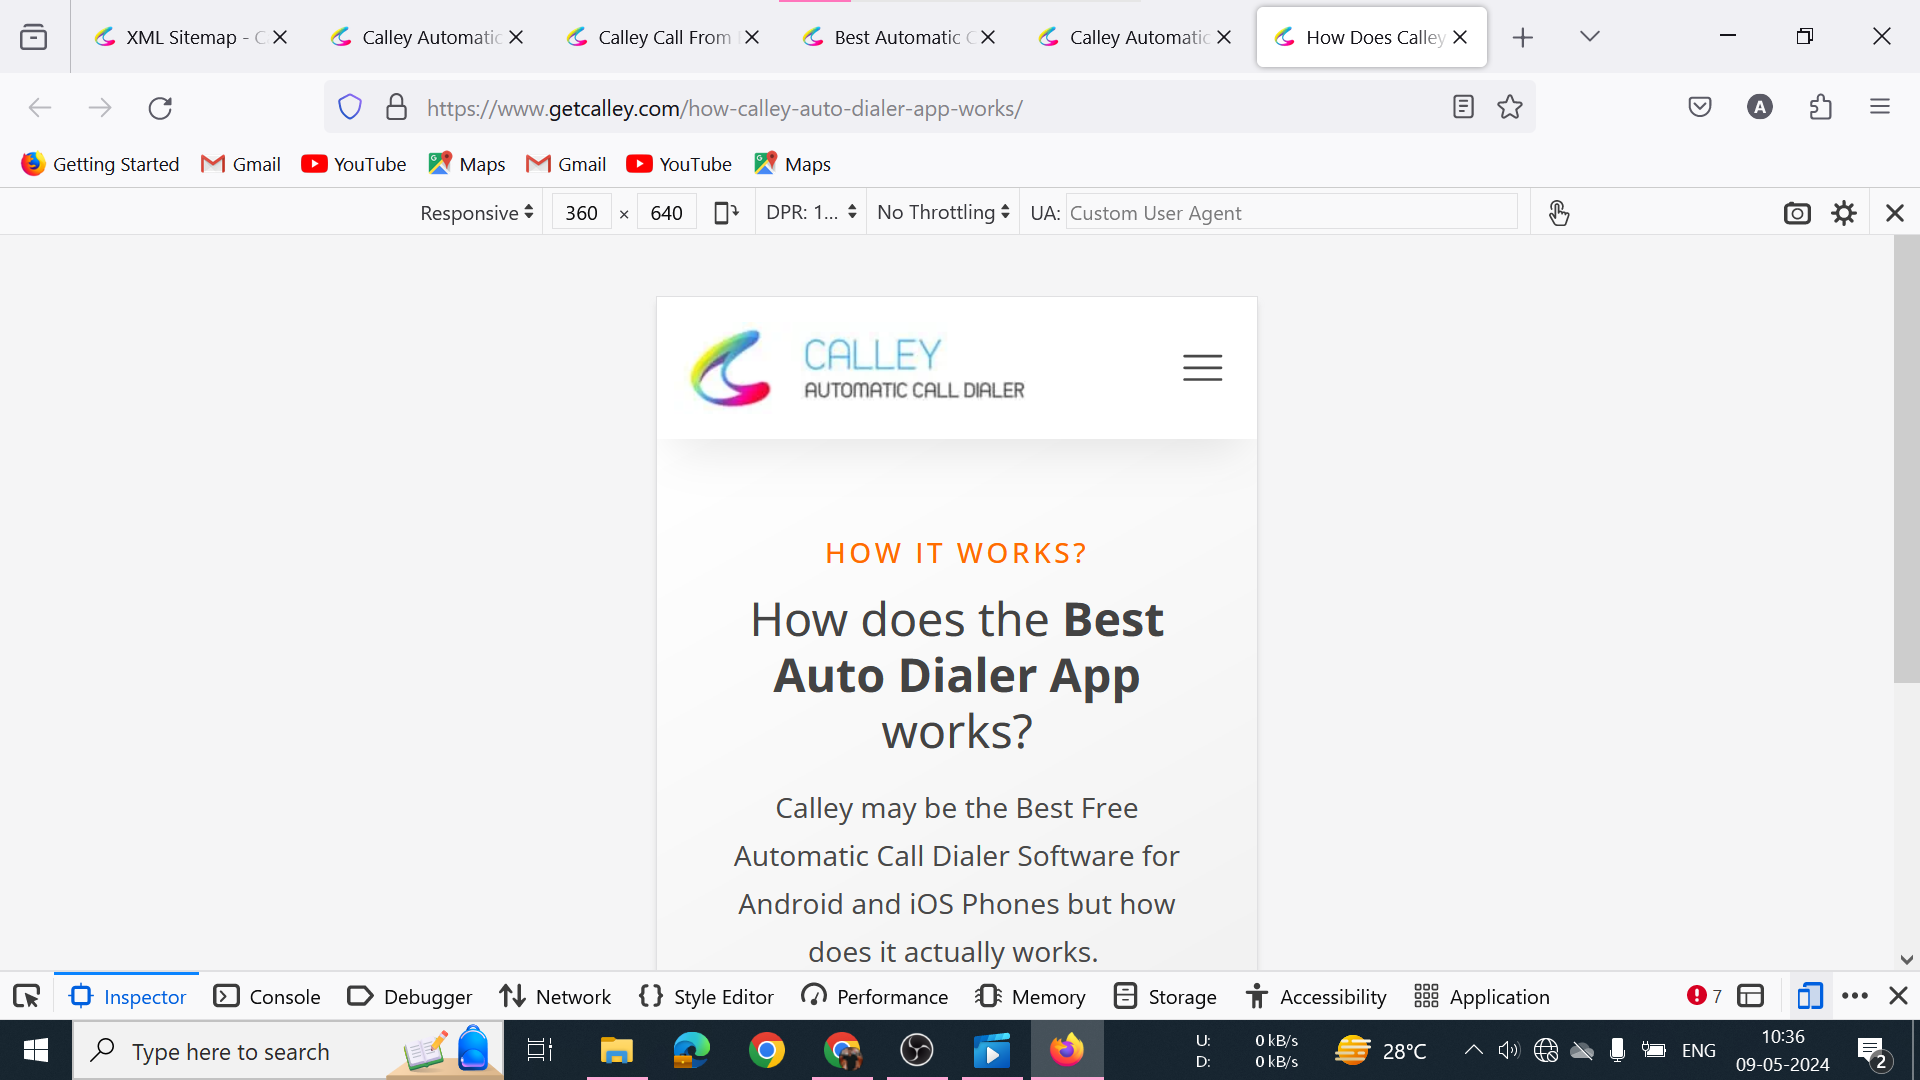 XML Sitemap - C
Calley Automatic
Calley Call From
Best Automatic C
Calley Automatic
How Does Calley
https://www.getcalley.com/how-calley-auto-dialer-app-works/
A
Getting Started
Gmail
YouTube
Maps
Gmail
YouTube
Maps
Responsive
360 × 640
DPR: 1...
No Throttling
UA: Custom User Agent
CALLEY
AUTOMATIC CALL DIALER
HOW IT WORKS?
How does the Best
Auto Dialer App
works?
Calley may be the Best Free
Automatic Call Dialer Software for
Android and iOS Phones but how
does it actually works.
Inspector
Console
Debugger
Network
Style Editor
Performance
Memory
Storage
Accessibility
Application
7
Type here to search
U: 0 kB/s
D: 0 kB/s
28°C
ENG
10:36
09-05-2024
2